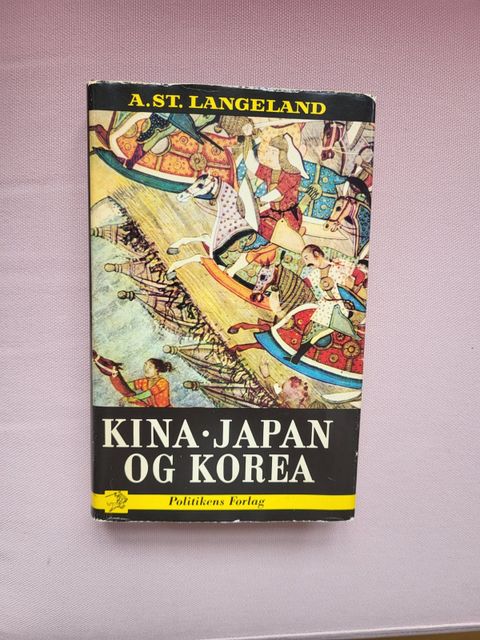 A. ST. LANGELAND
KINA · JAPAN
OG KOREA
Politikens Forlag